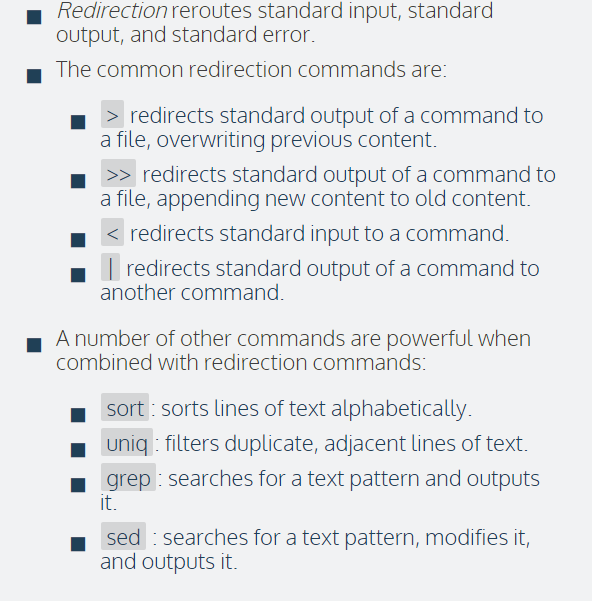 Redirection reroutes standard input, standard
output, and standard error.
The common redirection commands are:
> redirects standard output of a command to
a file, overwriting previous content.
>> redirects standard output of a command to
a file, appending new content to old content.
< redirects standard input to a command.
| redirects standard output of a command to
another command.
A number of other commands are powerful when
combined with redirection commands:
sort : sorts lines of text alphabetically.
uniq : filters duplicate, adjacent lines of text.
grep : searches for a text pattern and outputs
it.
sed : searches for a text pattern, modifies it,
and outputs it.